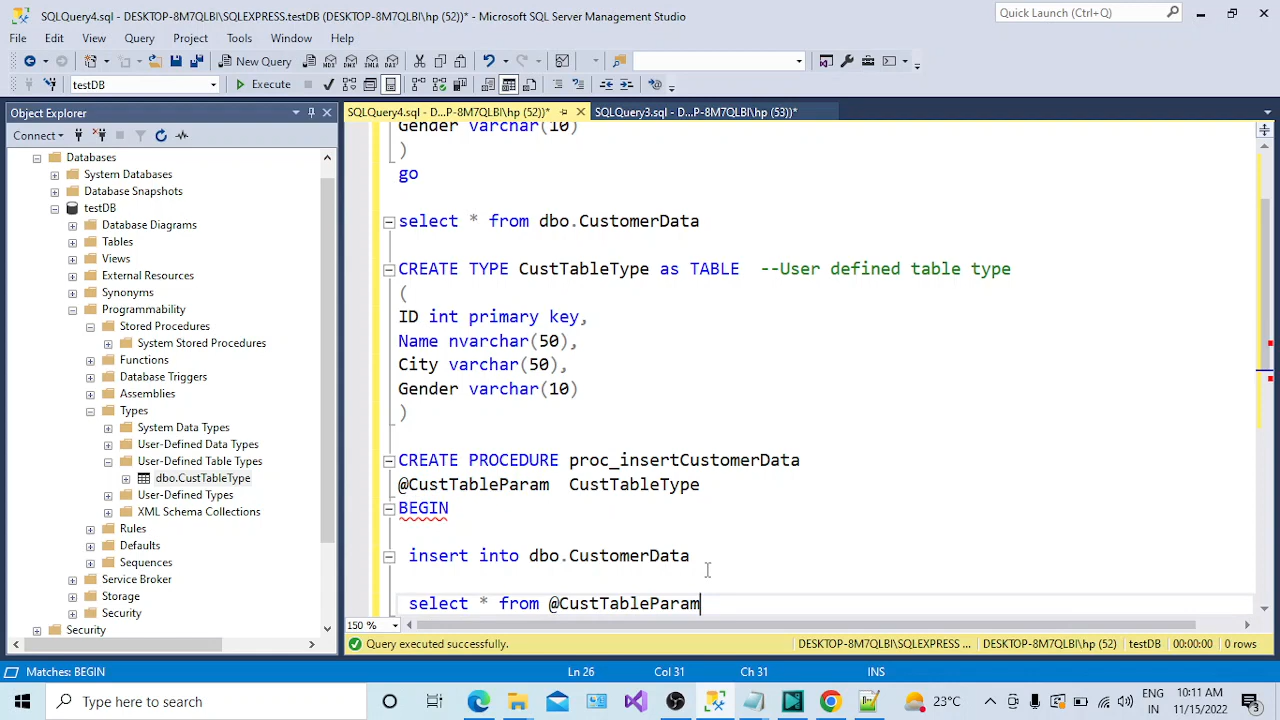 SQLQuery4.sql - DESKTOP-8M7QLBI\SQLEXPRESS.testDB (DESKTOP-8M7QLBI\hp (52))* - Microsoft SQL Server Management Studio
Quick Launch (Ctrl+Q)
File Edit View Query Project Tools Window Help
New Query MDX DMX XMLA DAX
testDB Execute
Object Explorer
SQLQuery4.sql - D...P-8M7QLBI\hp (52))*
SQLQuery3.sql - D...P-8M7QLBI\hp (53))*
Connect
Databases
System Databases
Database Snapshots
testDB
Database Diagrams
Tables
Views
External Resources
Synonyms
Programmability
Stored Procedures
System Stored Procedures
Functions
Database Triggers
Assemblies
Types
System Data Types
User-Defined Data Types
User-Defined Table Types
dbo.CustTableType
User-Defined Types
XML Schema Collections
Rules
Defaults
Sequences
Service Broker
Storage
Security
Security
Gender varchar(10)
)
go
select * from dbo.CustomerData
CREATE TYPE CustTableType as TABLE --User defined table type
(
ID int primary key,
Name nvarchar(50),
City varchar(50),
Gender varchar(10)
)
CREATE PROCEDURE proc_insertCustomerData
@CustTableParam CustTableType
BEGIN
insert into dbo.CustomerData
select * from @CustTableParam
150 %
Query executed successfully.
DESKTOP-8M7QLBI\SQLEXPRESS ... DESKTOP-8M7QLBI\hp (52) testDB 00:00:00 0 rows
Matches: BEGIN Ln 26 Col 31 Ch 31 INS
Type here to search
23°C
ENG
IN
10:11 AM
11/15/2022
3